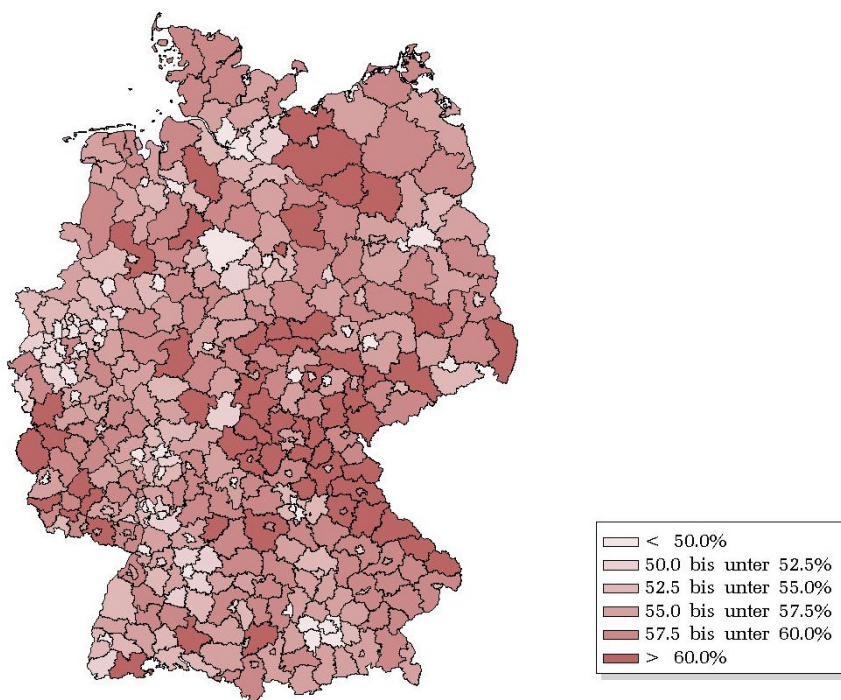 < 50.0%
50.0 bis unter 52.5%
52.5 bis unter 55.0%
55.0 bis unter 57.5%
57.5 bis unter 60.0%
> 60.0%